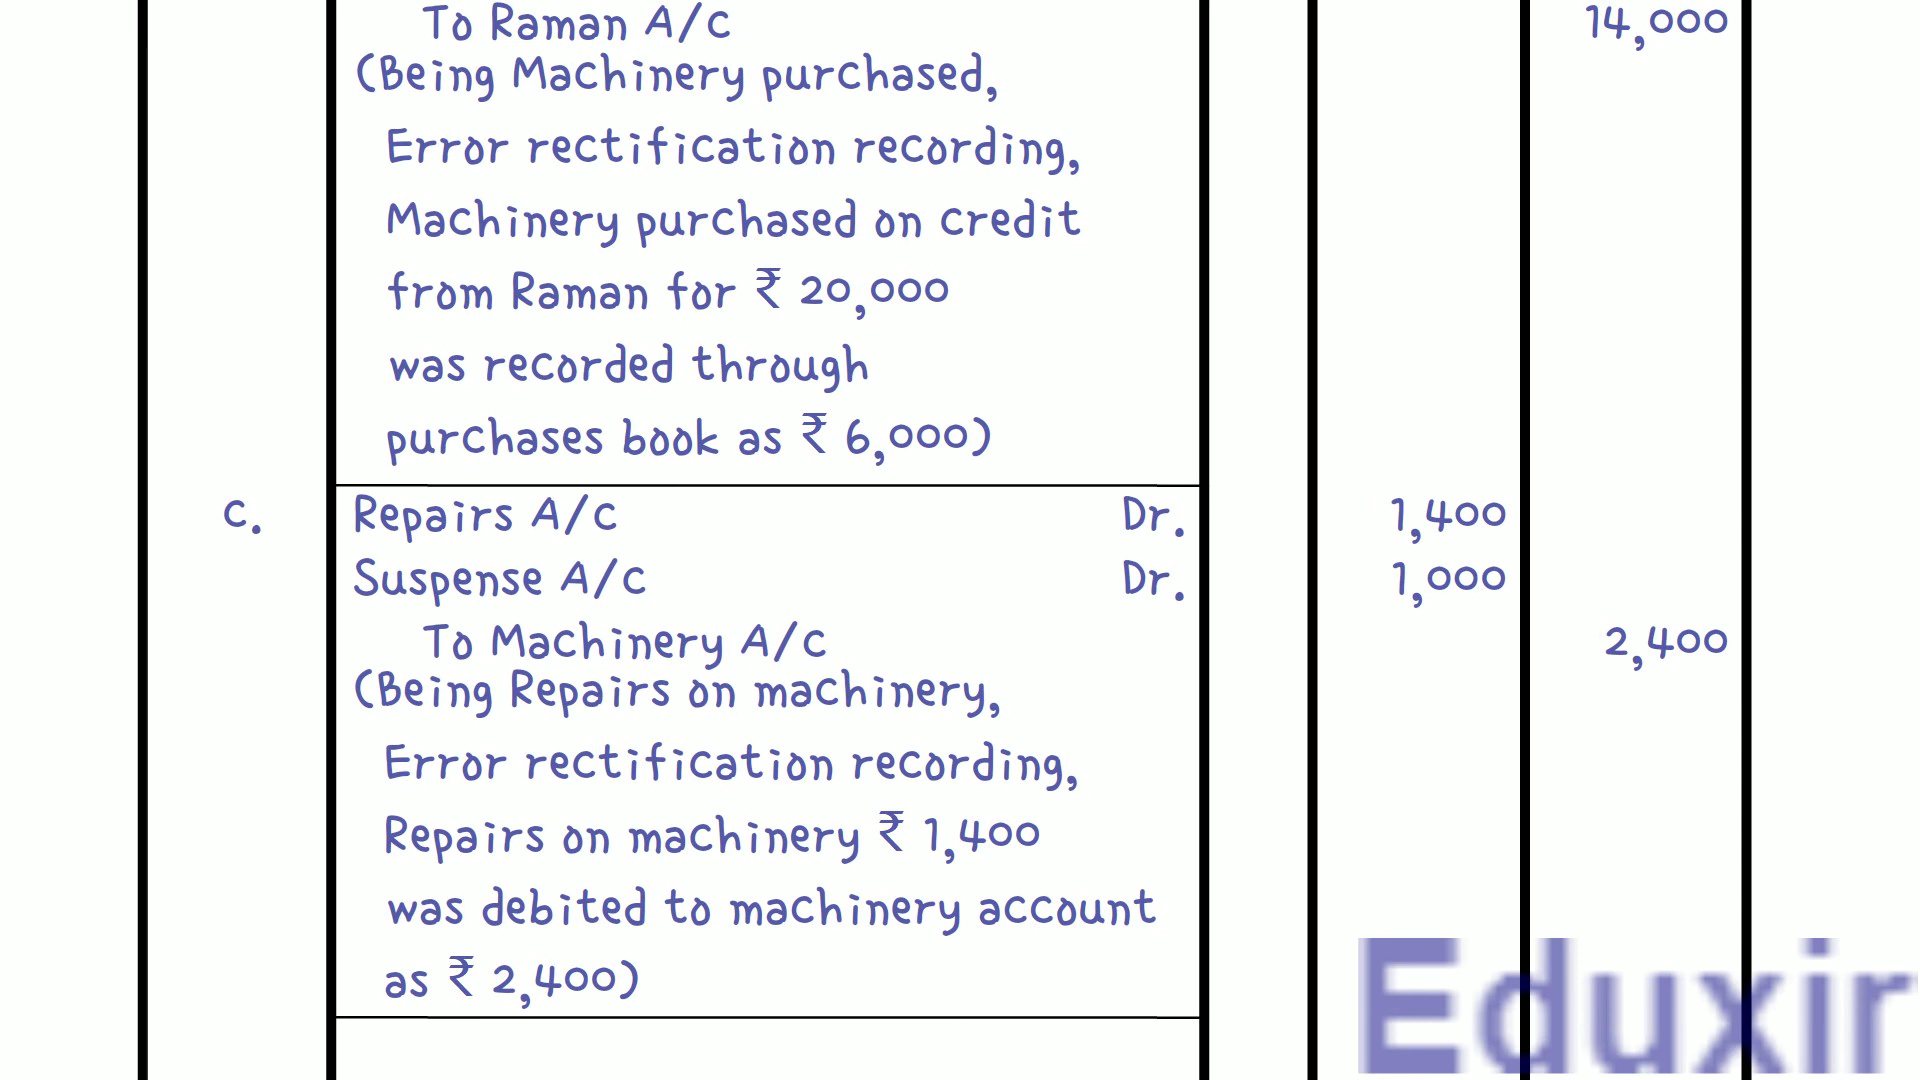 To Raman A/c 14,000
(Being Machinery purchased,
Error rectification recording,
Machinery purchased on credit
from Raman for ₹ 20,000
was recorded through
purchases book as ₹ 6,000)
c. Repairs A/c Dr. 1,400
Suspense A/c Dr. 1,000
To Machinery A/c 2,400
(Being Repairs on machinery,
Error rectification recording,
Repairs on machinery ₹ 1,400
was debited to machinery account
as ₹ 2,400)
Eduxir